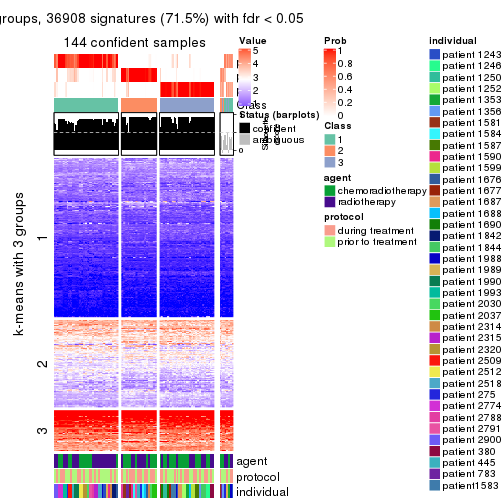 groups, 36908 signatures (71.5%) with fdr < 0.05
144 confident samples
Class
Status (barplots)
confident
ambiguous
0
k-means with 3 groups
1
2
3
agent
protocol
individual
Value
5
4
3
2
1
Prob
1
0.8
0.6
0.4
0.2
0
Class
1
2
3
agent
chemoradiotherapy
radiotherapy
protocol
during treatment
prior to treatment
individual
patient 1243
patient 1246
patient 1250
patient 1252
patient 1353
patient 1356
patient 1581
patient 1584
patient 1587
patient 1590
patient 1599
patient 1676
patient 1677
patient 1687
patient 1688
patient 1690
patient 1842
patient 1844
patient 1988
patient 1989
patient 1990
patient 1993
patient 2030
patient 2037
patient 2314
patient 2315
patient 2320
patient 2509
patient 2512
patient 2518
patient 275
patient 2774
patient 2788
patient 2791
patient 2900
patient 380
patient 445
patient 783
patient1583